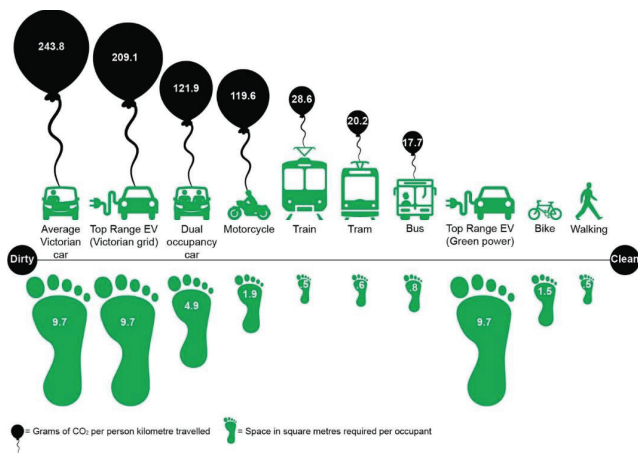 243.8
209.1
121.9
119.6
28.6
20.2
17.7
Average
Victorian
car
Top Range EV
(Victorian grid)
Dual
occupancy
car
Motorcycle
Train
Tram
Bus
Top Range EV
(Green power)
Bike
Walking
Dirty
Clean
9.7
9.7
4.9
1.9
.5
.6
.8
9.7
1.5
.5
= Grams of CO₂ per person kilometre travelled
= Space in square metres required per occupant